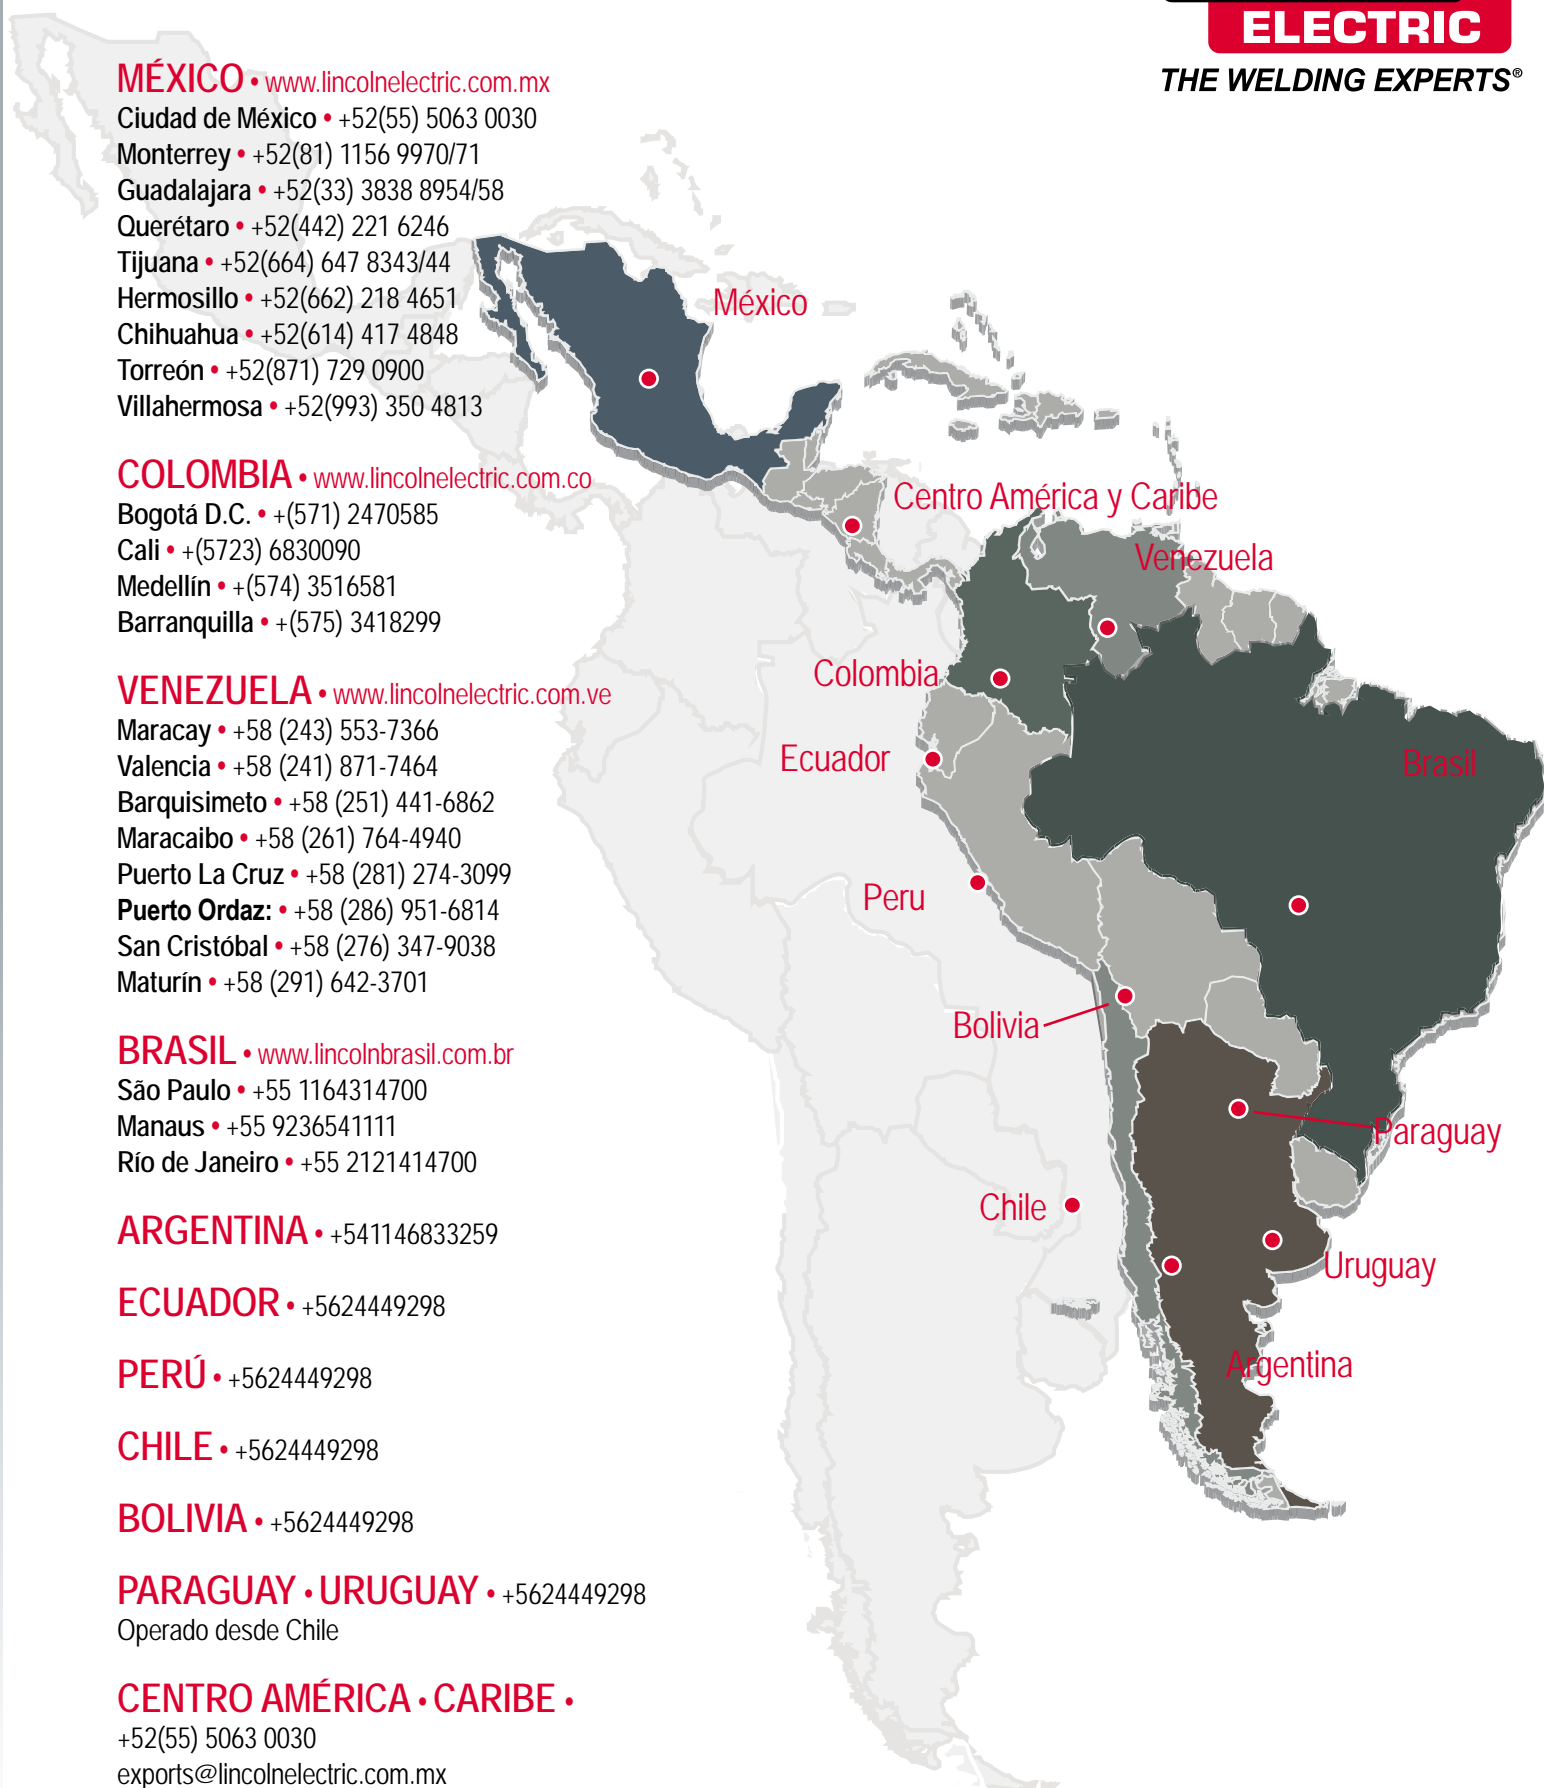 ELECTRIC
THE WELDING EXPERTS®
MÉXICO • www.lincolnelectric.com.mx
Ciudad de México • +52(55) 5063 0030
Monterrey • +52(81) 1156 9970/71
Guadalajara • +52(33) 3838 8954/58
Querétaro • +52(442) 221 6246
Tijuana • +52(664) 647 8343/44
Hermosillo • +52(662) 218 4651
Chihuahua • +52(614) 417 4848
Torreón • +52(871) 729 0900
Villahermosa • +52(993) 350 4813
COLOMBIA • www.lincolnelectric.com.co
Bogotá D.C. • +(571) 2470585
Cali • +(5723) 6830090
Medellín • +(574) 3516581
Barranquilla • +(575) 3418299
VENEZUELA • www.lincolnelectric.com.ve
Maracay • +58 (243) 553-7366
Valencia • +58 (241) 871-7464
Barquisimeto • +58 (251) 441-6862
Maracaibo • +58 (261) 764-4940
Puerto La Cruz • +58 (281) 274-3099
Puerto Ordaz: • +58 (286) 951-6814
San Cristóbal • +58 (276) 347-9038
Maturín • +58 (291) 642-3701
BRASIL • www.lincolnbrasil.com.br
São Paulo • +55 1164314700
Manaus • +55 9236541111
Río de Janeiro • +55 2121414700
ARGENTINA • +541146833259
ECUADOR • +5624449298
PERÚ • +5624449298
CHILE • +5624449298
BOLIVIA • +5624449298
PARAGUAY • URUGUAY • +5624449298
Operado desde Chile
CENTRO AMÉRICA • CARIBE •
+52(55) 5063 0030
exports@lincolnelectric.com.mx
México
Centro América y Caribe
Venezuela
Colombia
Ecuador
Brasil
Peru
Bolivia
Paraguay
Chile
Uruguay
Argentina